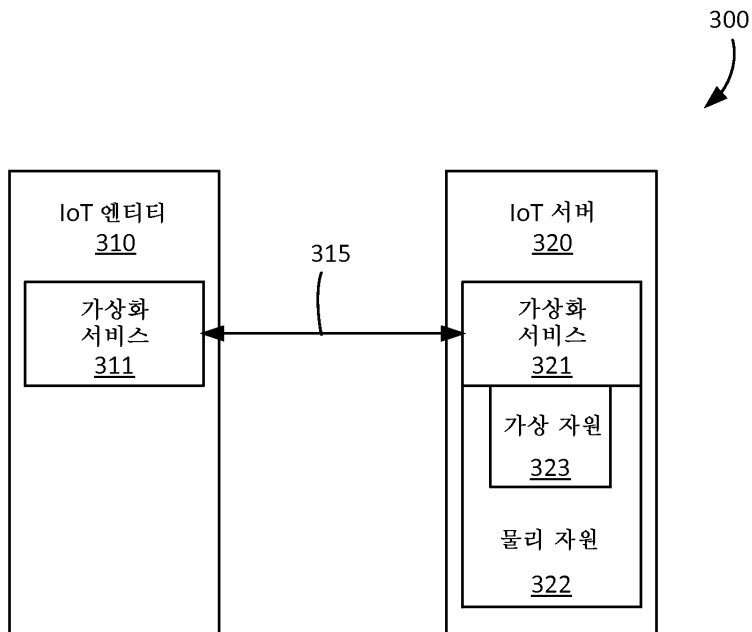 300
IoT 엔티티
310
가상화
서비스
311
315
IoT 서버
320
가상화
서비스
321
가상 자원
323
물리 자원
322